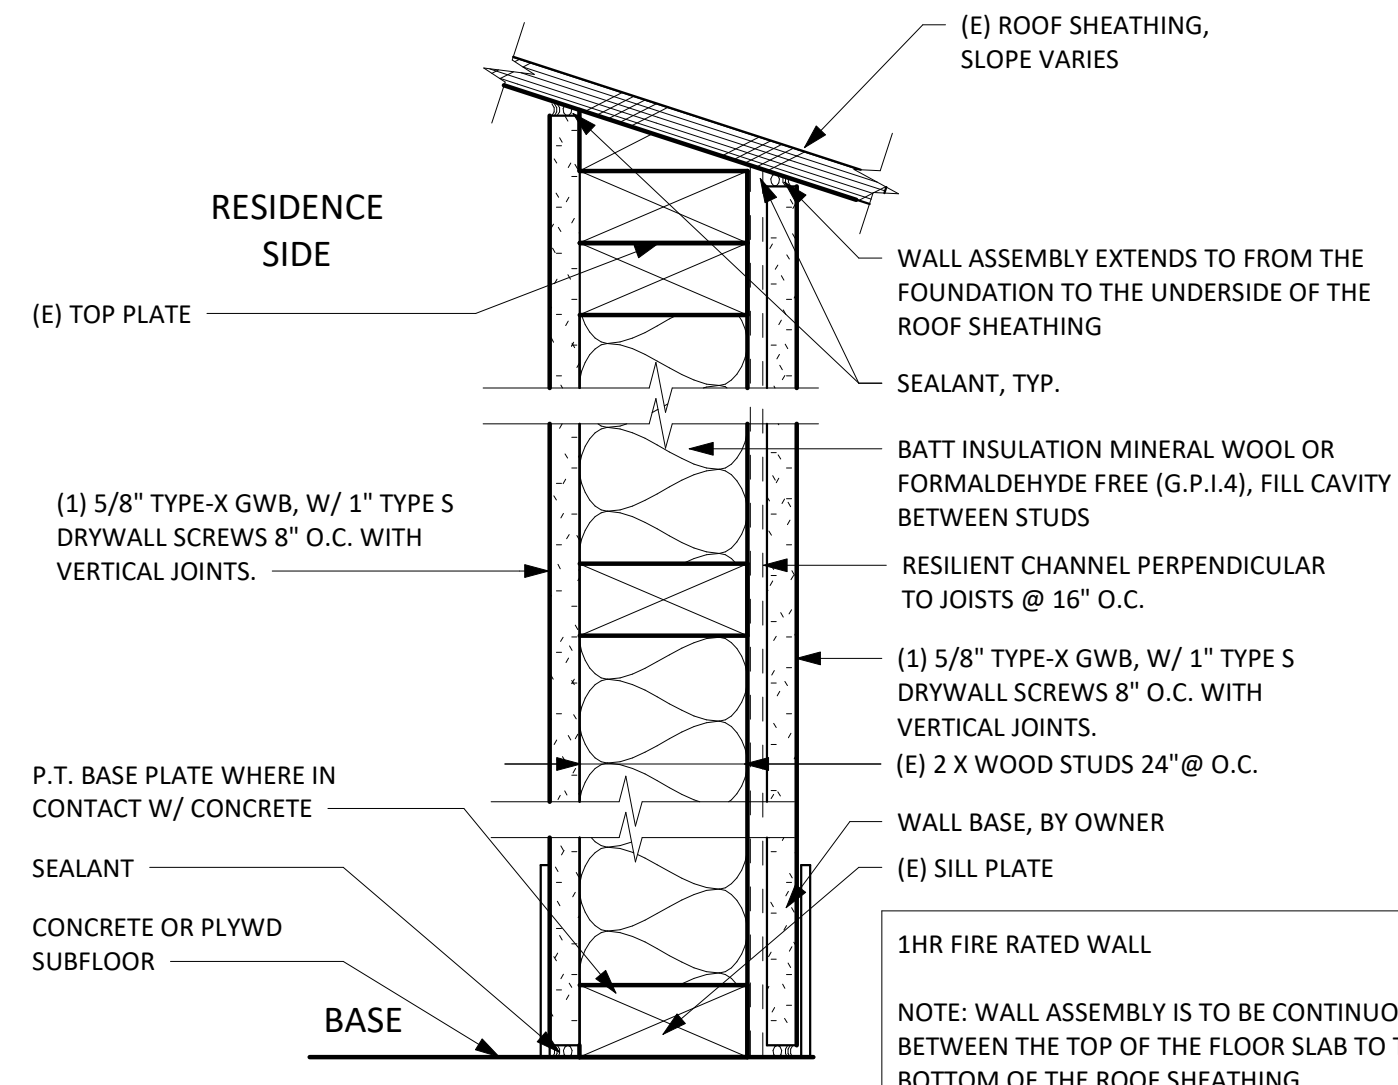 (E) ROOF SHEATHING,
SLOPE VARIES
RESIDENCE
SIDE
(E) TOP PLATE
WALL ASSEMBLY EXTENDS TO FROM THE
FOUNDATION TO THE UNDERSIDE OF THE
ROOF SHEATHING
SEALANT, TYP.
BATT INSULATION MINERAL WOOL OR
FORMALDEHYDE FREE (G.P.I.4), FILL CAVITY
BETWEEN STUDS
(1) 5/8" TYPE-X GWB, W/ 1" TYPE S
DRYWALL SCREWS 8" O.C. WITH
VERTICAL JOINTS.
RESILIENT CHANNEL PERPENDICULAR
TO JOISTS @ 16" O.C.
(1) 5/8" TYPE-X GWB, W/ 1" TYPE S
DRYWALL SCREWS 8" O.C. WITH
VERTICAL JOINTS.
(E) 2 X WOOD STUDS 24"@ O.C.
P.T. BASE PLATE WHERE IN
CONTACT W/ CONCRETE
WALL BASE, BY OWNER
SEALANT
(E) SILL PLATE
CONCRETE OR PLYWD
SUBFLOOR
BASE
1HR FIRE RATED WALL
NOTE: WALL ASSEMBLY IS TO BE
BETWEEN THE TOP OF THE FLOOR SLAB TO
BOTTOM OF THE ROOF SHEATHING